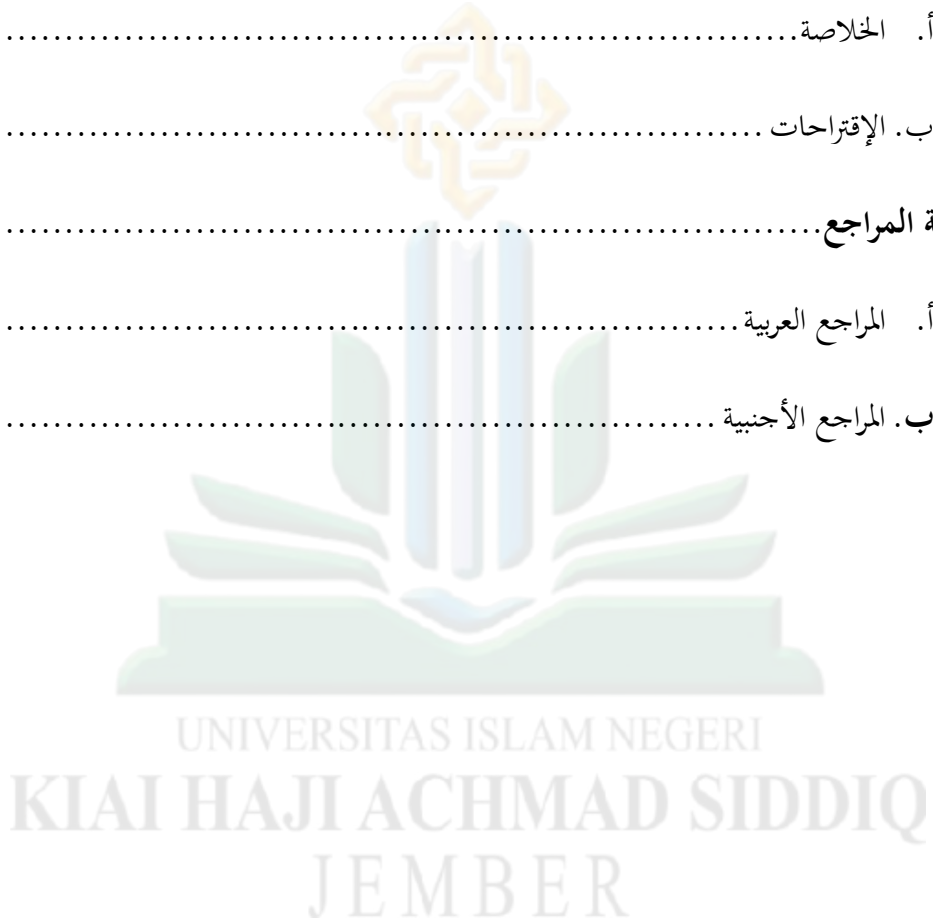 أ. الخلاصة......................................................................
ب. الإقتراحات ......................................................................
ة المراجع......................................................................
أ. المراجع العربية......................................................................
ب. المراجع الأجنبية ......................................................................
UNIVERSITAS ISLAM NEGERI
KIAI HAJI ACHMAD SIDDIQ
JEMBER